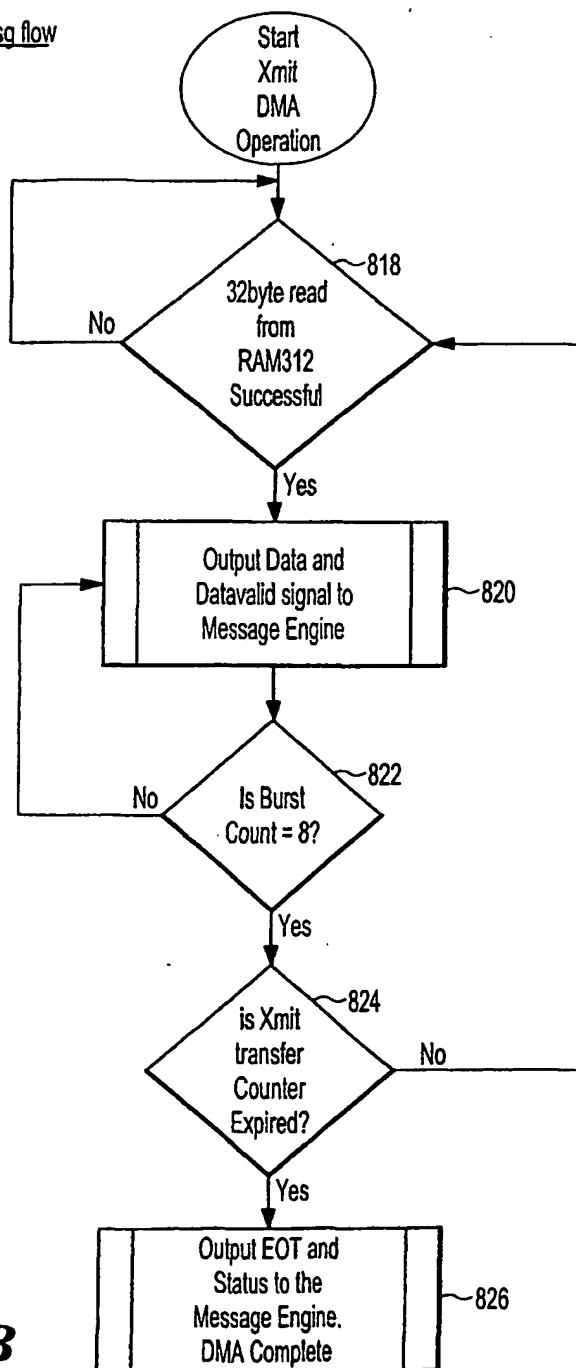 sg flow
Start
Xmit
DMA
Operation
818
32byte read
from
RAM312
Successful
No
Yes
Output Data and
Datavalid signal to
Message Engine
820
822
Is Burst
Count = 8?
No
Yes
824
is Xmit
transfer
Counter
Expired?
No
Yes
Output EOT and
Status to the
Message Engine.
DMA Complete
826